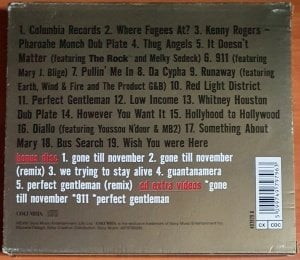 1. Columbia Records 2. Where Fugees At? 3. Kenny Rogers -
Pharoahe Monch Dub Plate 4. Thug Angels 5. It Doesn't
Matter (featuring The Rock and Melky Sedeck) 6. 911 (featuring
Mary J. Blige) 7. Pullin' Me In 8. Da Cypha 9. Runaway (featuring
Earth, Wind & Fire and The Product G&B) 10. Red Light District
11. Perfect Gentleman 12. Low Income 13. Whitney Houston
Dub Plate 14. However You Want It 15. Hollyhood to Hollywood
16. Diallo (featuring Youssou N'dour & MB2) 17. Something About
Mary 18. Bus Search 19. Wish You were Here
bonus disc: 1. gone till november 2. gone till november
(remix) 3. we trying to stay alive 4. guantanamera
5. perfect gentleman (remix) cd extra videos *gone
till november *911 *perfect gentleman
COLUMBIA
CX CDC